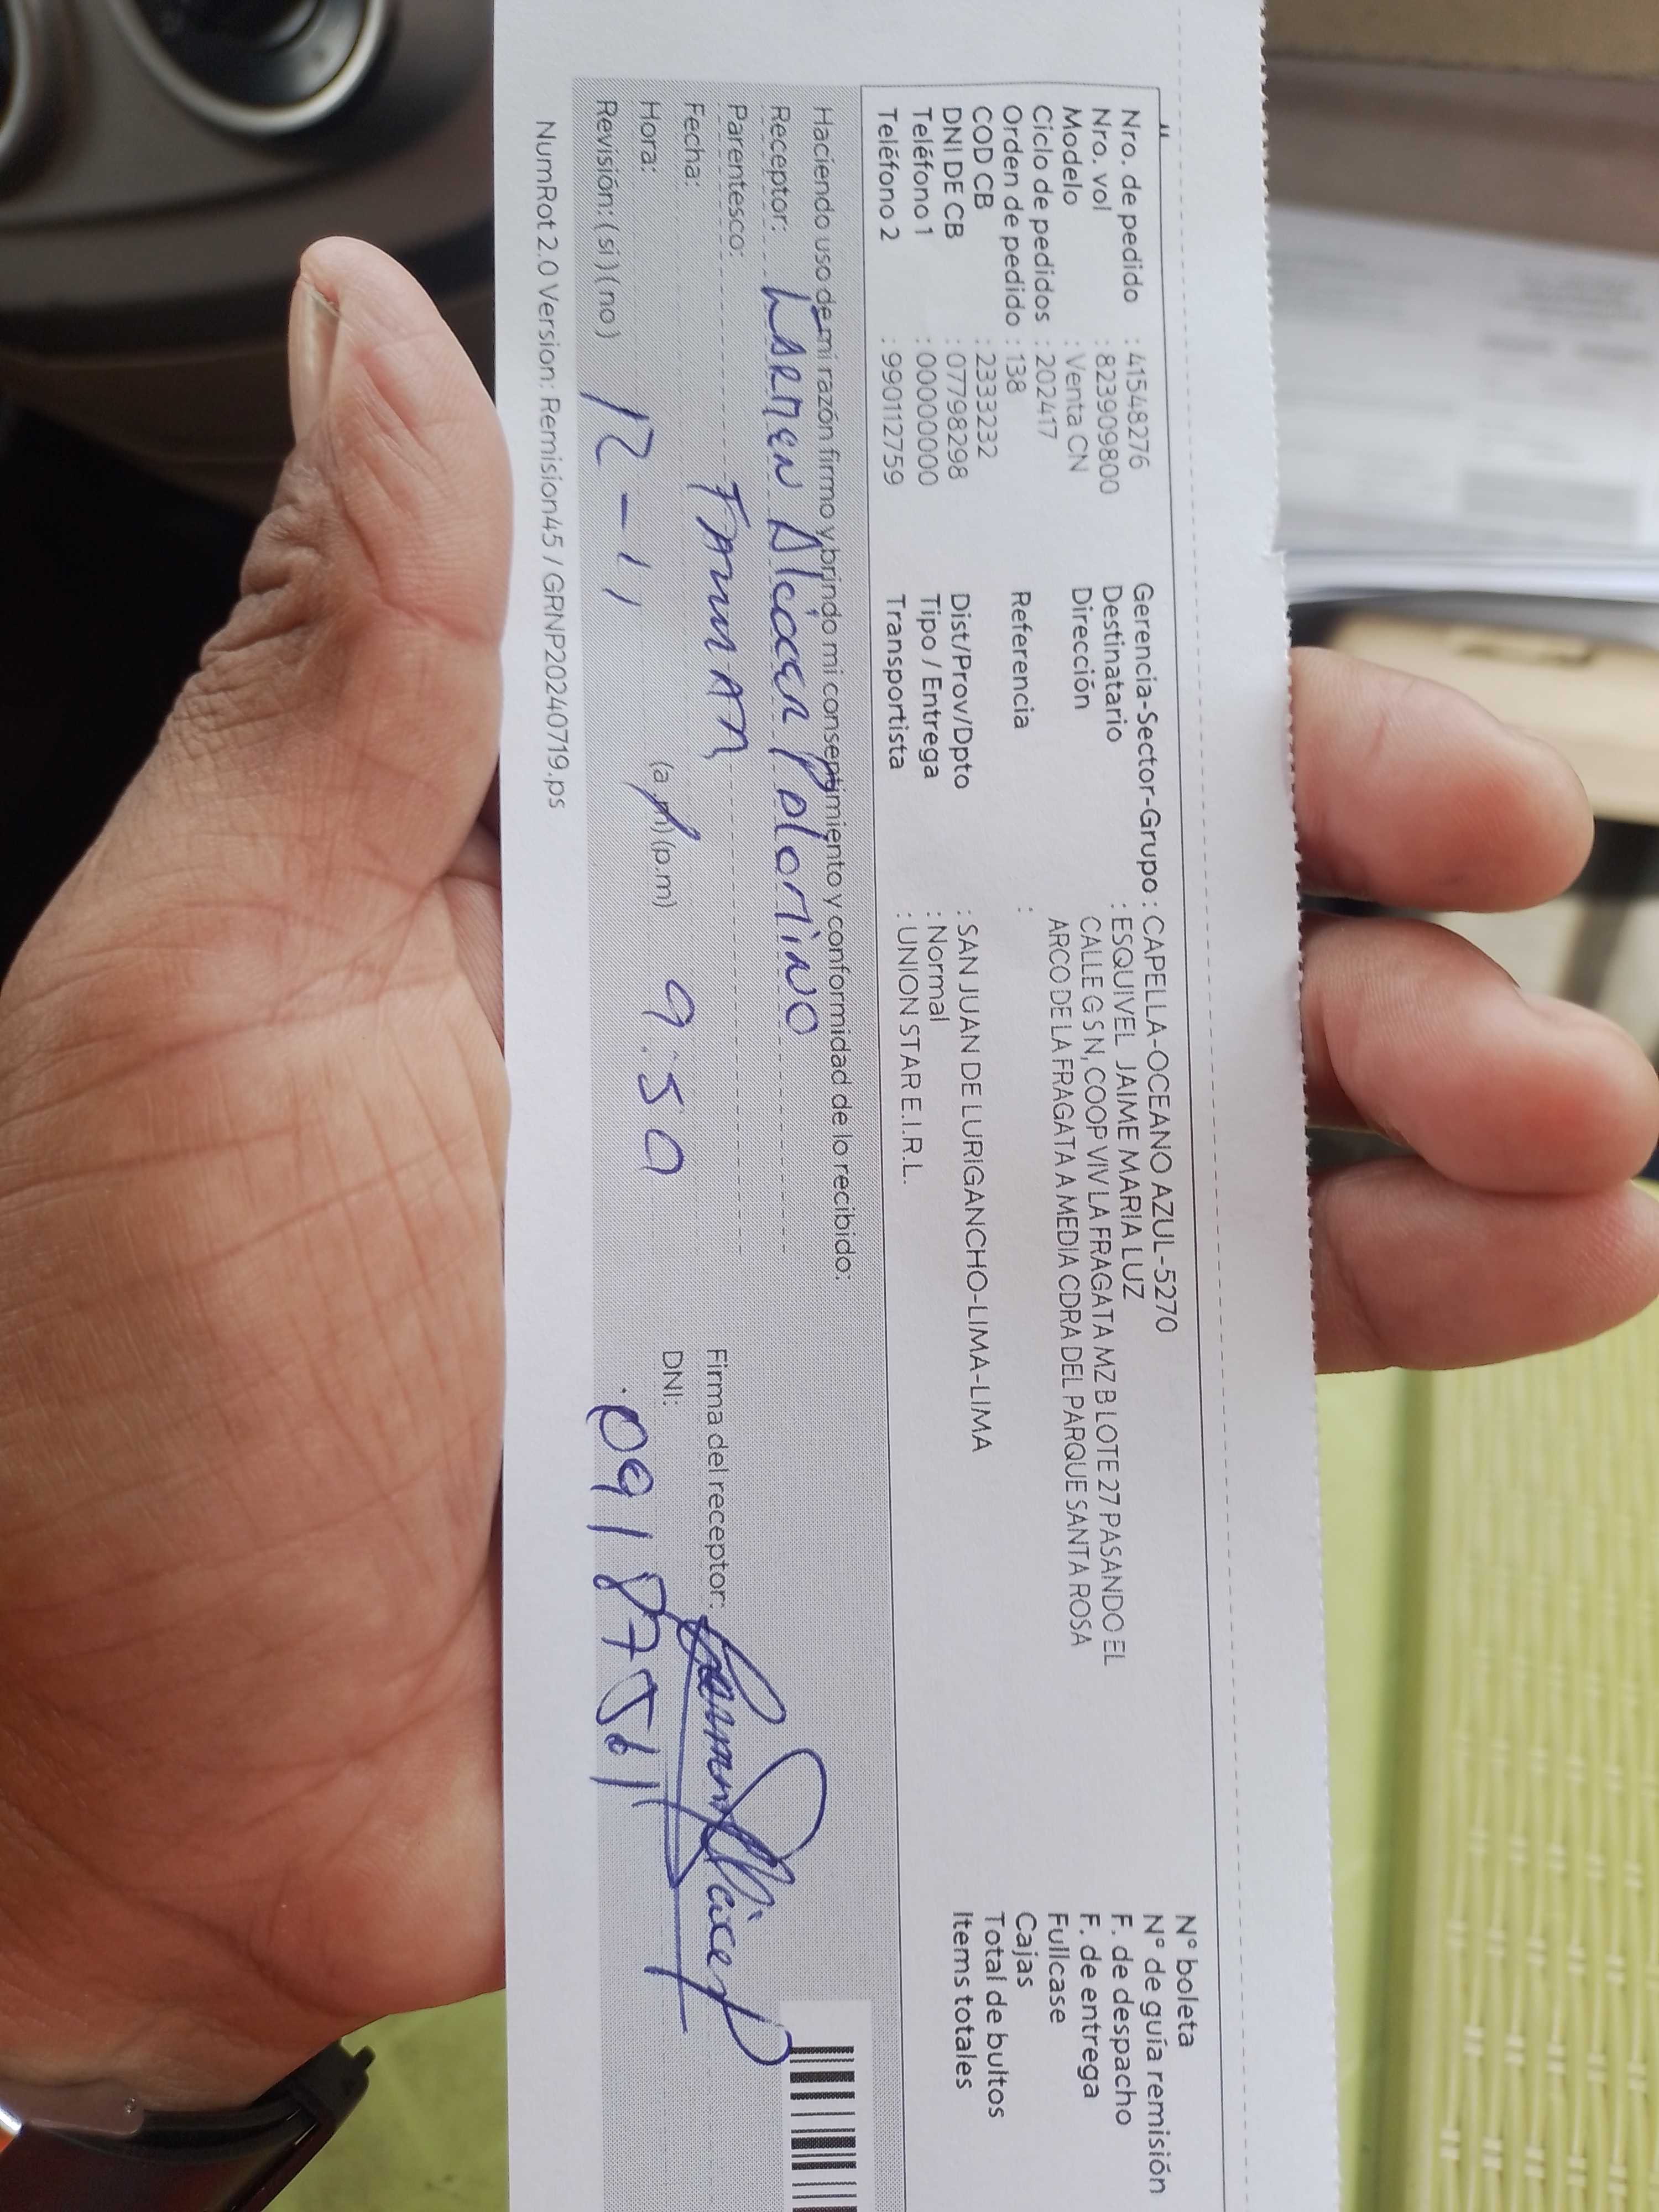 Nro. de pedido : 41548276
Nro. vol : 823909800
Modelo : Venta CN
Ciclo de pedidos : 202417
Orden de pedido : 138
COD CB : 2333232
DNI DE CB : 07798298
Teléfono 1 : 00000000
Teléfono 2 : 990112759
Gerencia-Sector-Grupo : CAPELLA-OCEANO AZUL-5270
Destinatario : ESQUIVEL JAIME MARIA LUZ
Dirección CALLE G S N, COOP VIV LA FRAGATA MZ B LOTE 27 PASANDO EL
ARCO DE LA FRAGATA A MEDIA CDRA DEL PARQUE SANTA ROSA
Referencia :
Dist/Prov/Dpto : SAN JUAN DE LURIGANCHO-LIMA-LIMA
Tipo / Entrega : Normal
Transportista : UNION STAR E.I.R.L.
N° boleta
N° de guía remisión
F. de despacho
F. de entrega
Fullcase
Cajas
Total de bultos
Items totales
Haciendo uso de mi razón firmo y brindo mi consentimiento y conformidad de lo recibido:
Receptor: Carmen Alcocer Palomino
Parentesco:
Fecha:
Hora: (a.m) (p.m) 9:50
Revisión: (si) (no) 12-11
Firma del receptor:
DNI: 09187561
NumRot 2.0 Version: Remision45 / GRNP20240719.ps